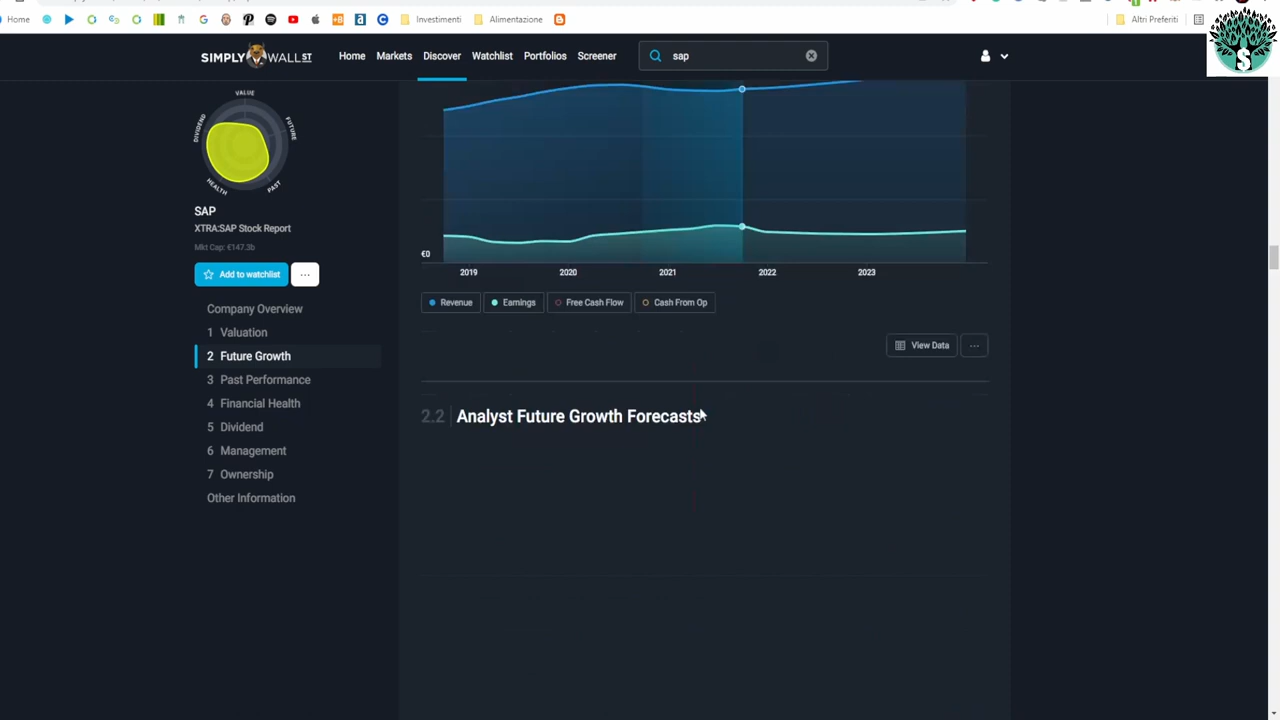 Home
Investimenti
Alimentazione
Altri Preferiti
SIMPLY WALL ST
Home
Markets
Discover
Watchlist
Portfolios
Screener
sap
VALUE
FUTURE
PAST
HEALTH
DIVIDEND
SAP
XTRA:SAP Stock Report
Mkt Cap: €147.3b
Add to watchlist
...
Company Overview
1 Valuation
2 Future Growth
3 Past Performance
4 Financial Health
5 Dividend
6 Management
7 Ownership
Other Information
€0
2019
2020
2021
2022
2023
Revenue
Earnings
Free Cash Flow
Cash From Op
View Data
...
2.2 Analyst Future Growth Forecasts
S